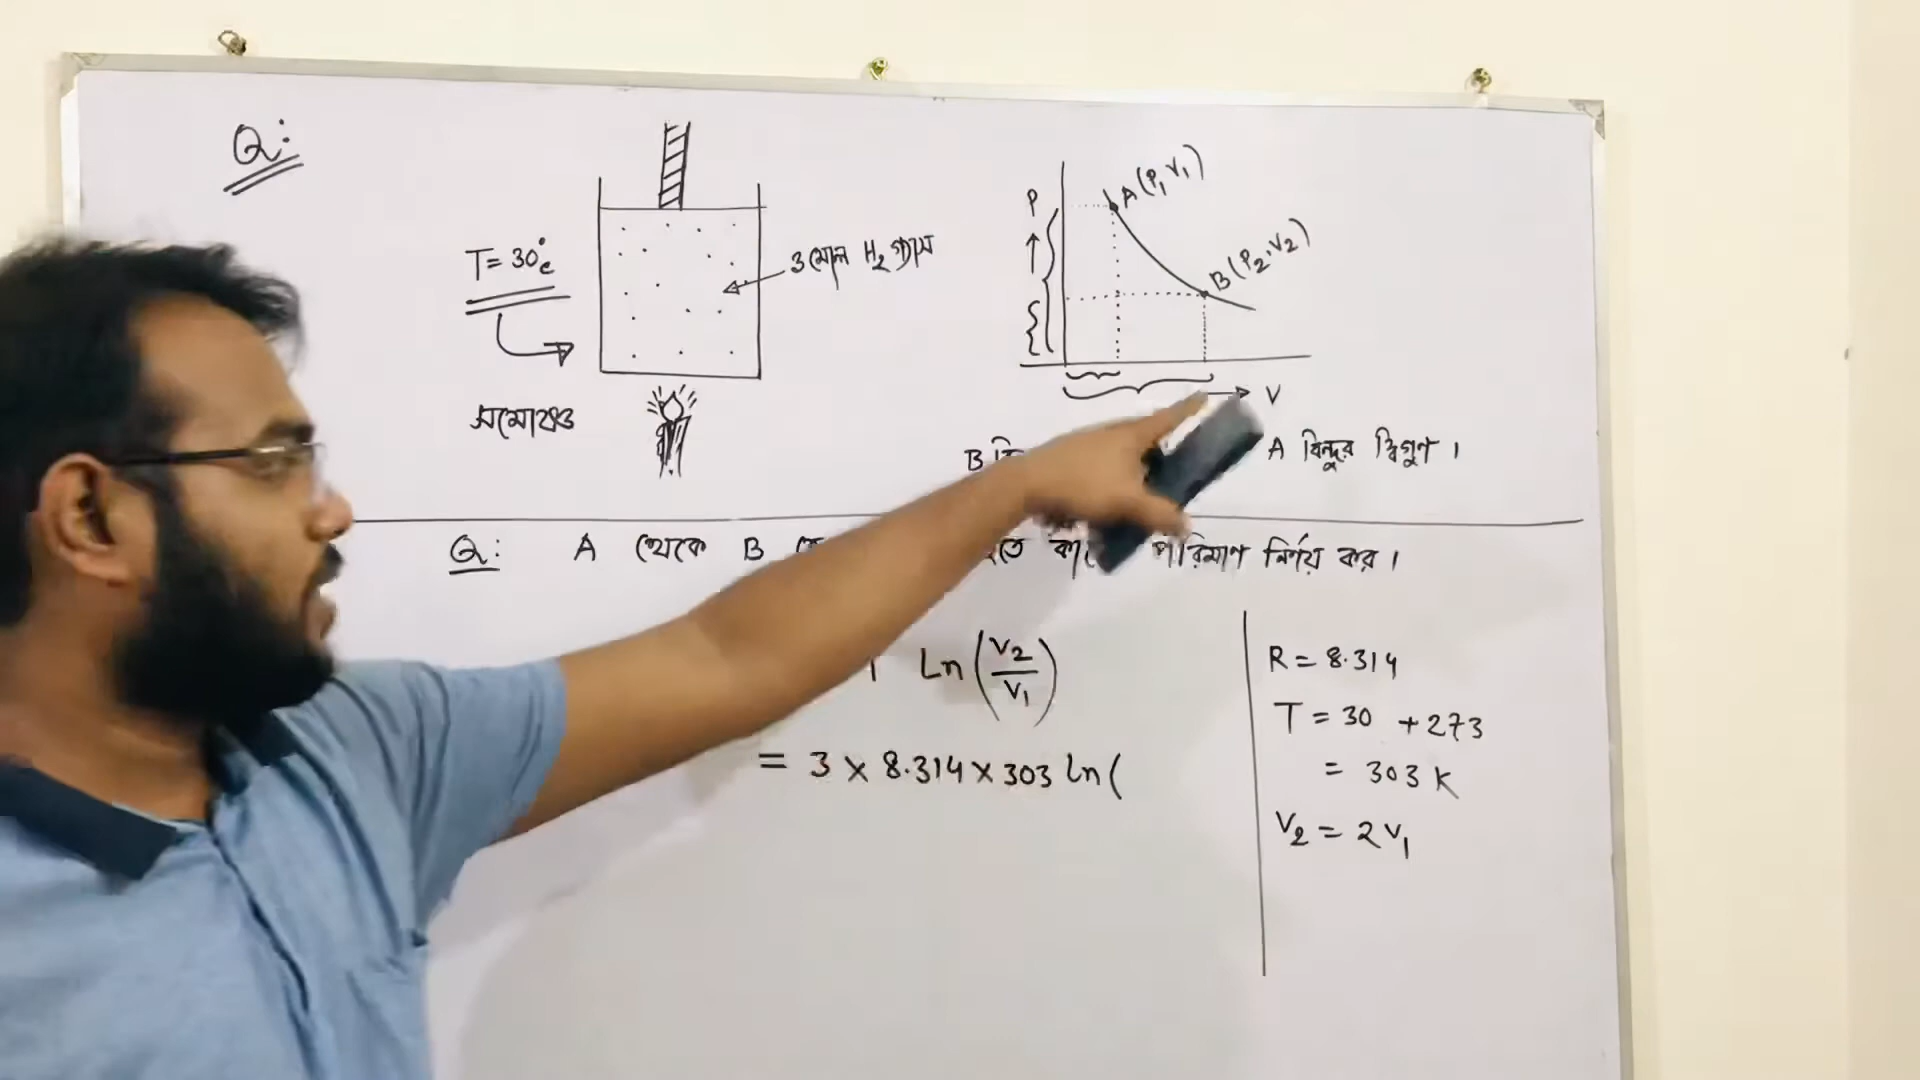 Q:
T = 30°c
3 মোল H₂ গ্যাস
সমোষ্ণ
P
A (P₁ V₁)
B (P₂, V₂)
V
B A বিন্দুর দ্বিগুণ ।
Q: A থেকে B হতে পরিমাণ নির্ণয় কর ।
Ln (V₂/V₁)
= 3 × 8.314 × 303 ln (
R = 8.314
T = 30 + 273
= 303 K
V₂ = 2V₁